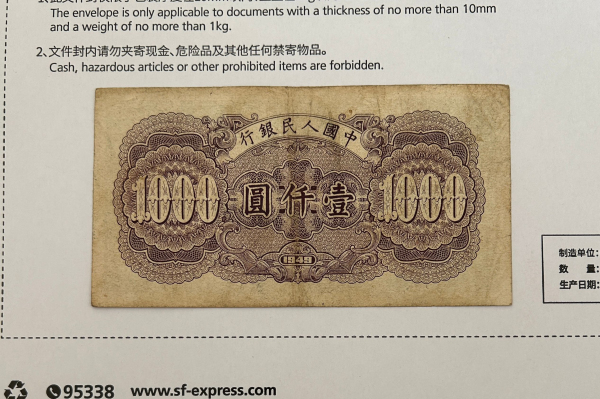 The envelope is only applicable to documents with a thickness of no more than 10mm
and a weight of no more than 1kg.
2、文件封内请勿夹寄现金、危险品及其他任何禁寄物品。
Cash, hazardous articles or other prohibited items are forbidden.
行銀民人國中
1000
圓仟壹
1000
1949
制造单位:
数 量:
生产日期:
95338 www.sf-express.com